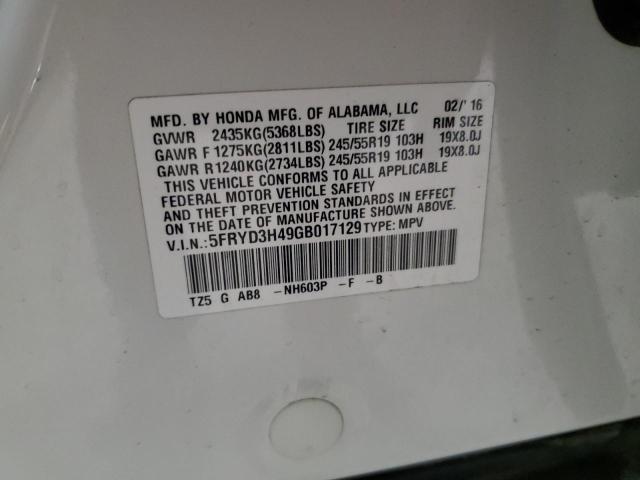 MFD. BY HONDA MFG. OF ALABAMA, LLC 02/'16
GVWR 2435KG(5368LBS) TIRE SIZE RIM SIZE
GAWR F 1275KG(2811LBS) 245/55R19 103H 19X8.0J
GAWR R1240KG(2734LBS) 245/55R19 103H 19X8.0J
THIS VEHICLE CONFORMS TO ALL APPLICABLE
FEDERAL MOTOR VEHICLE SAFETY
AND THEFT PREVENTION STANDARDS IN EFFECT
ON THE DATE OF MANUFACTURE SHOWN ABOVE.
V.I.N.: 5FRYD3H49GB017129 TYPE: MPV
TZ5 G AB8 -NH603P -F -B